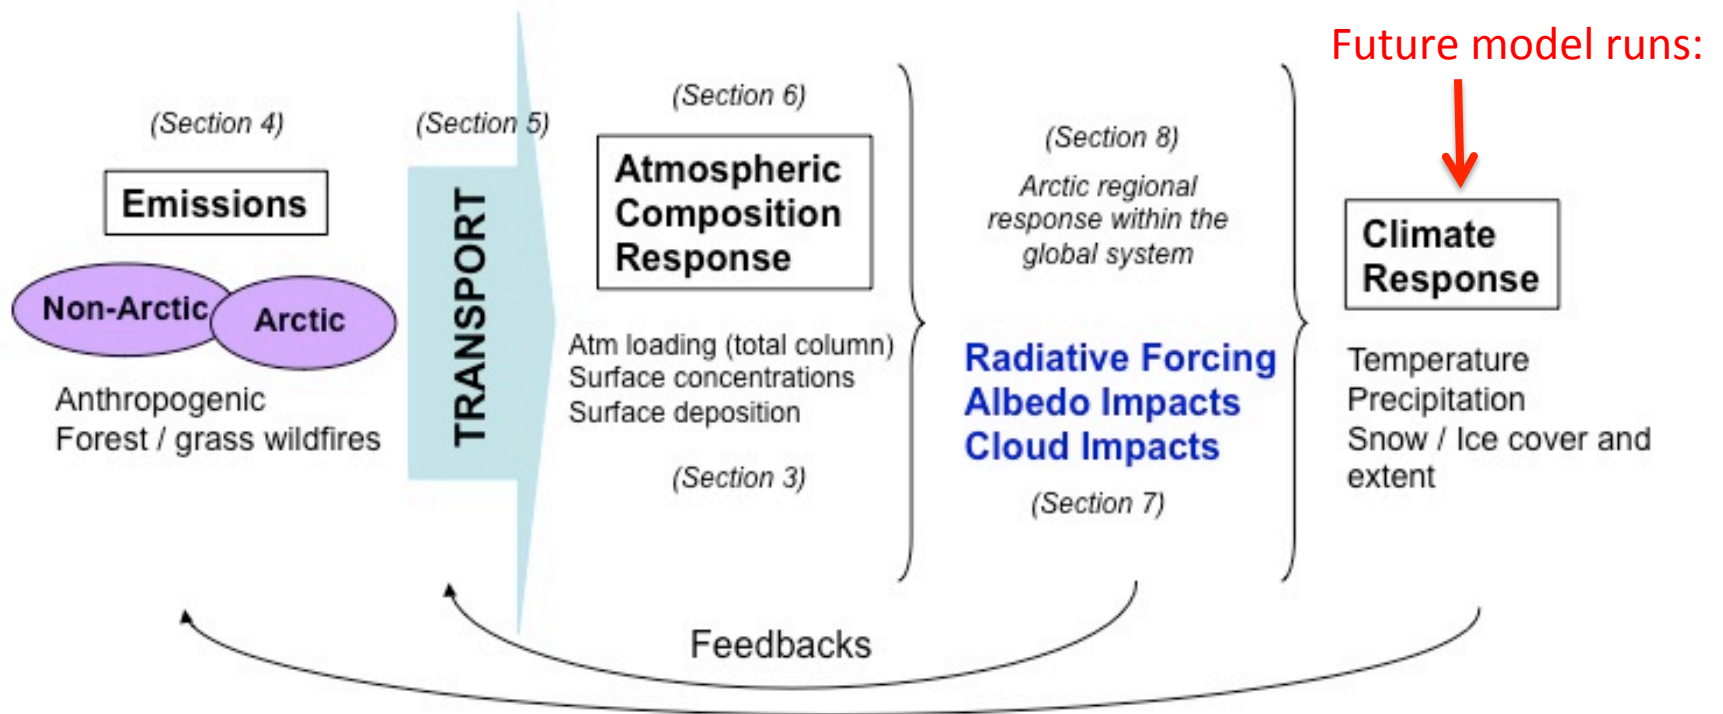 Future model runs:
(Section 4)
Emissions
Non-Arctic
Arctic
Anthropogenic
Forest / grass wildfires
(Section 5)
TRANSPORT
(Section 6)
Atmospheric
Composition
Response
Atm loading (total column)
Surface concentrations
Surface deposition
(Section 3)
(Section 8)
Arctic regional
response within the
global system
Radiative Forcing
Albedo Impacts
Cloud Impacts
(Section 7)
Climate
Response
Temperature
Precipitation
Snow / Ice cover and
extent
Feedbacks